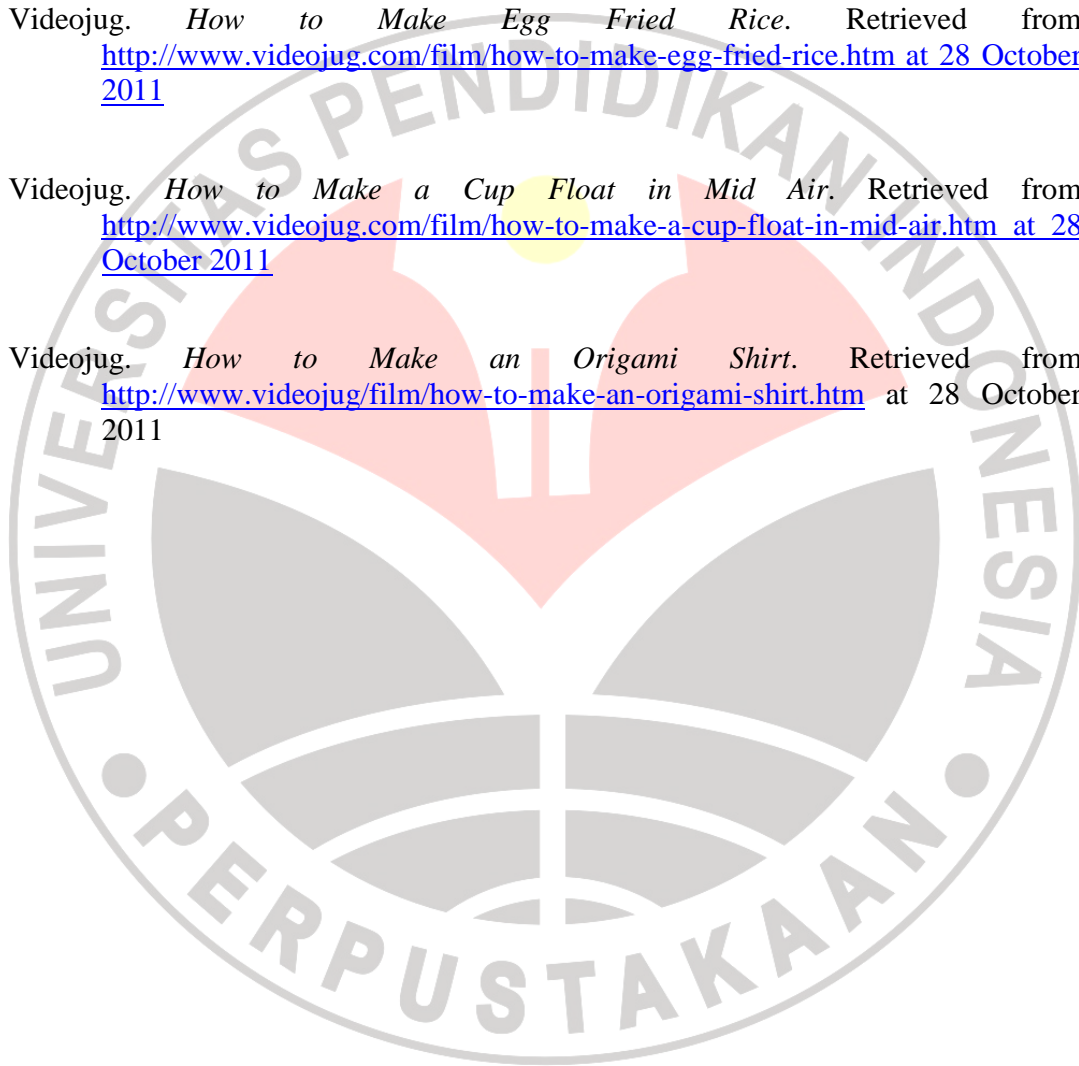 Videojug. How to Make Egg Fried Rice. Retrieved from
http://www.videojug.com/film/how-to-make-egg-fried-rice.htm at 28 October
2011
Videojug. How to Make a Cup Float in Mid Air. Retrieved from
http://www.videojug.com/film/how-to-make-a-cup-float-in-mid-air.htm at 28
October 2011
Videojug. How to Make an Origami Shirt. Retrieved from
http://www.videojug/film/how-to-make-an-origami-shirt.htm at 28 October
2011
UNIVERSITAS PENDIDIKAN INDONESIA
PERPUSTAKAAN